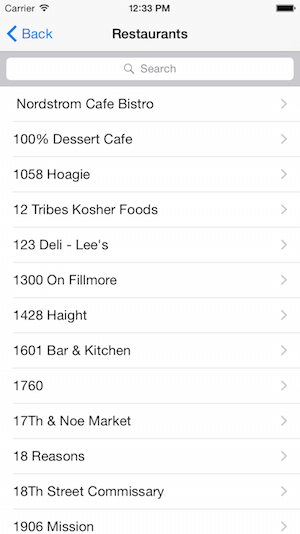 Carrier 12:33 PM
Back Restaurants
Search
Nordstrom Cafe Bistro
100% Dessert Cafe
1058 Hoagie
12 Tribes Kosher Foods
123 Deli - Lee's
1300 On Fillmore
1428 Haight
1601 Bar & Kitchen
1760
17Th & Noe Market
18 Reasons
18Th Street Commissary
1906 Mission